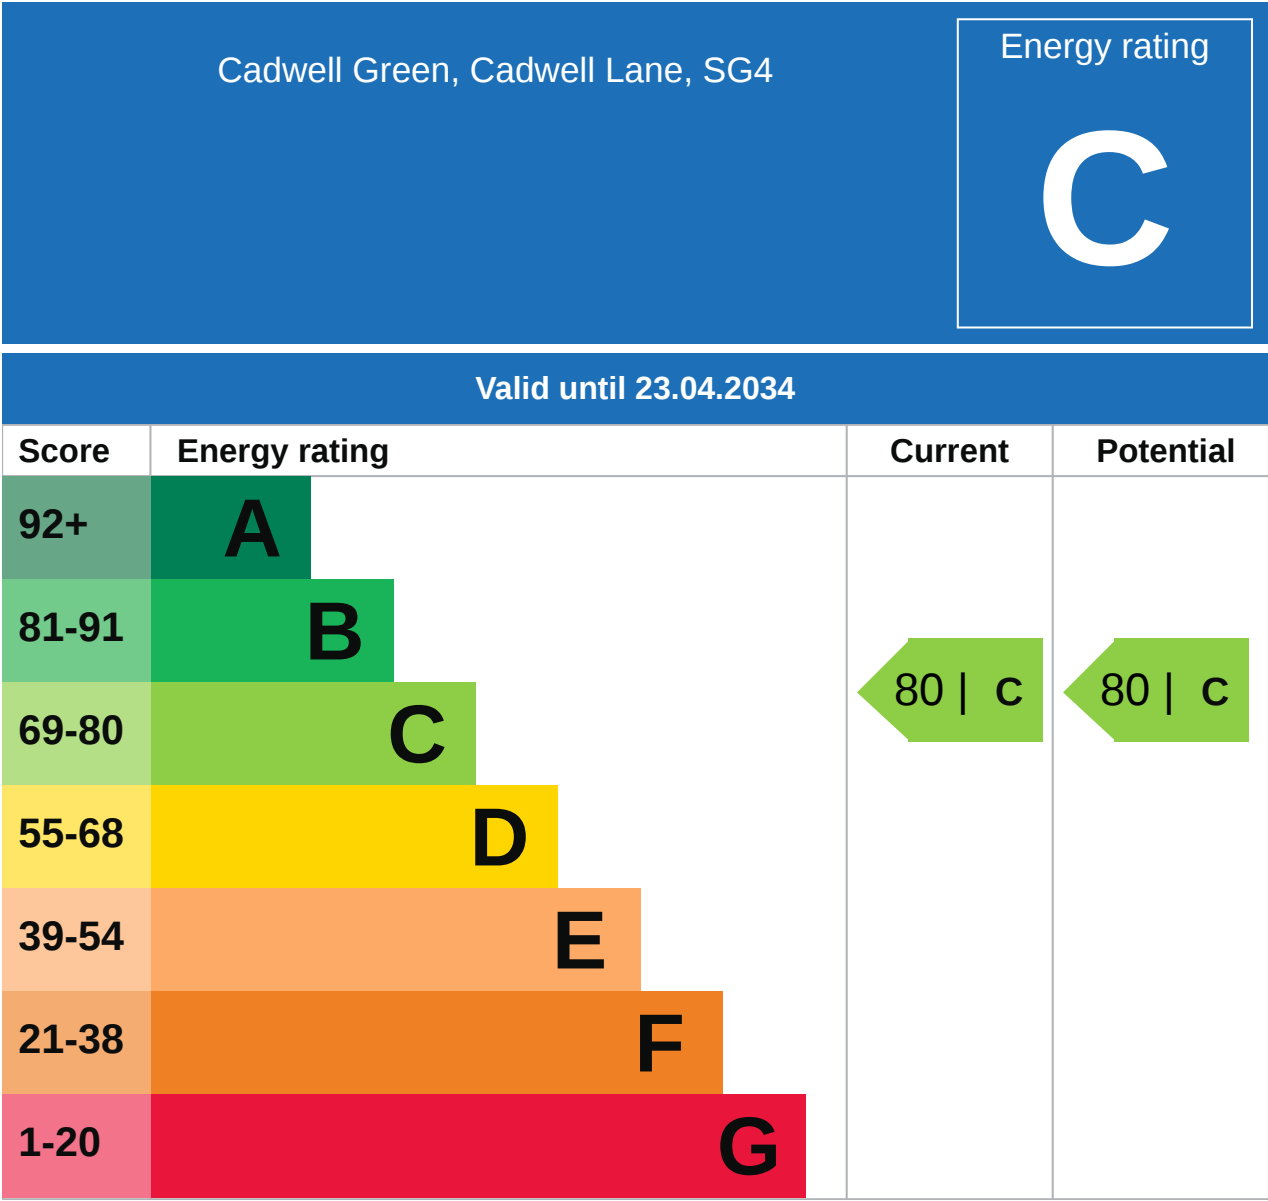 Cadwell Green, Cadwell Lane, SG4
Energy rating
C
Valid until 23.04.2034
Score Energy rating Current Potential
92+ A
81-91 B
69-80 C
80 | C 80 | C
55-68 D
39-54 E
21-38 F
1-20 G